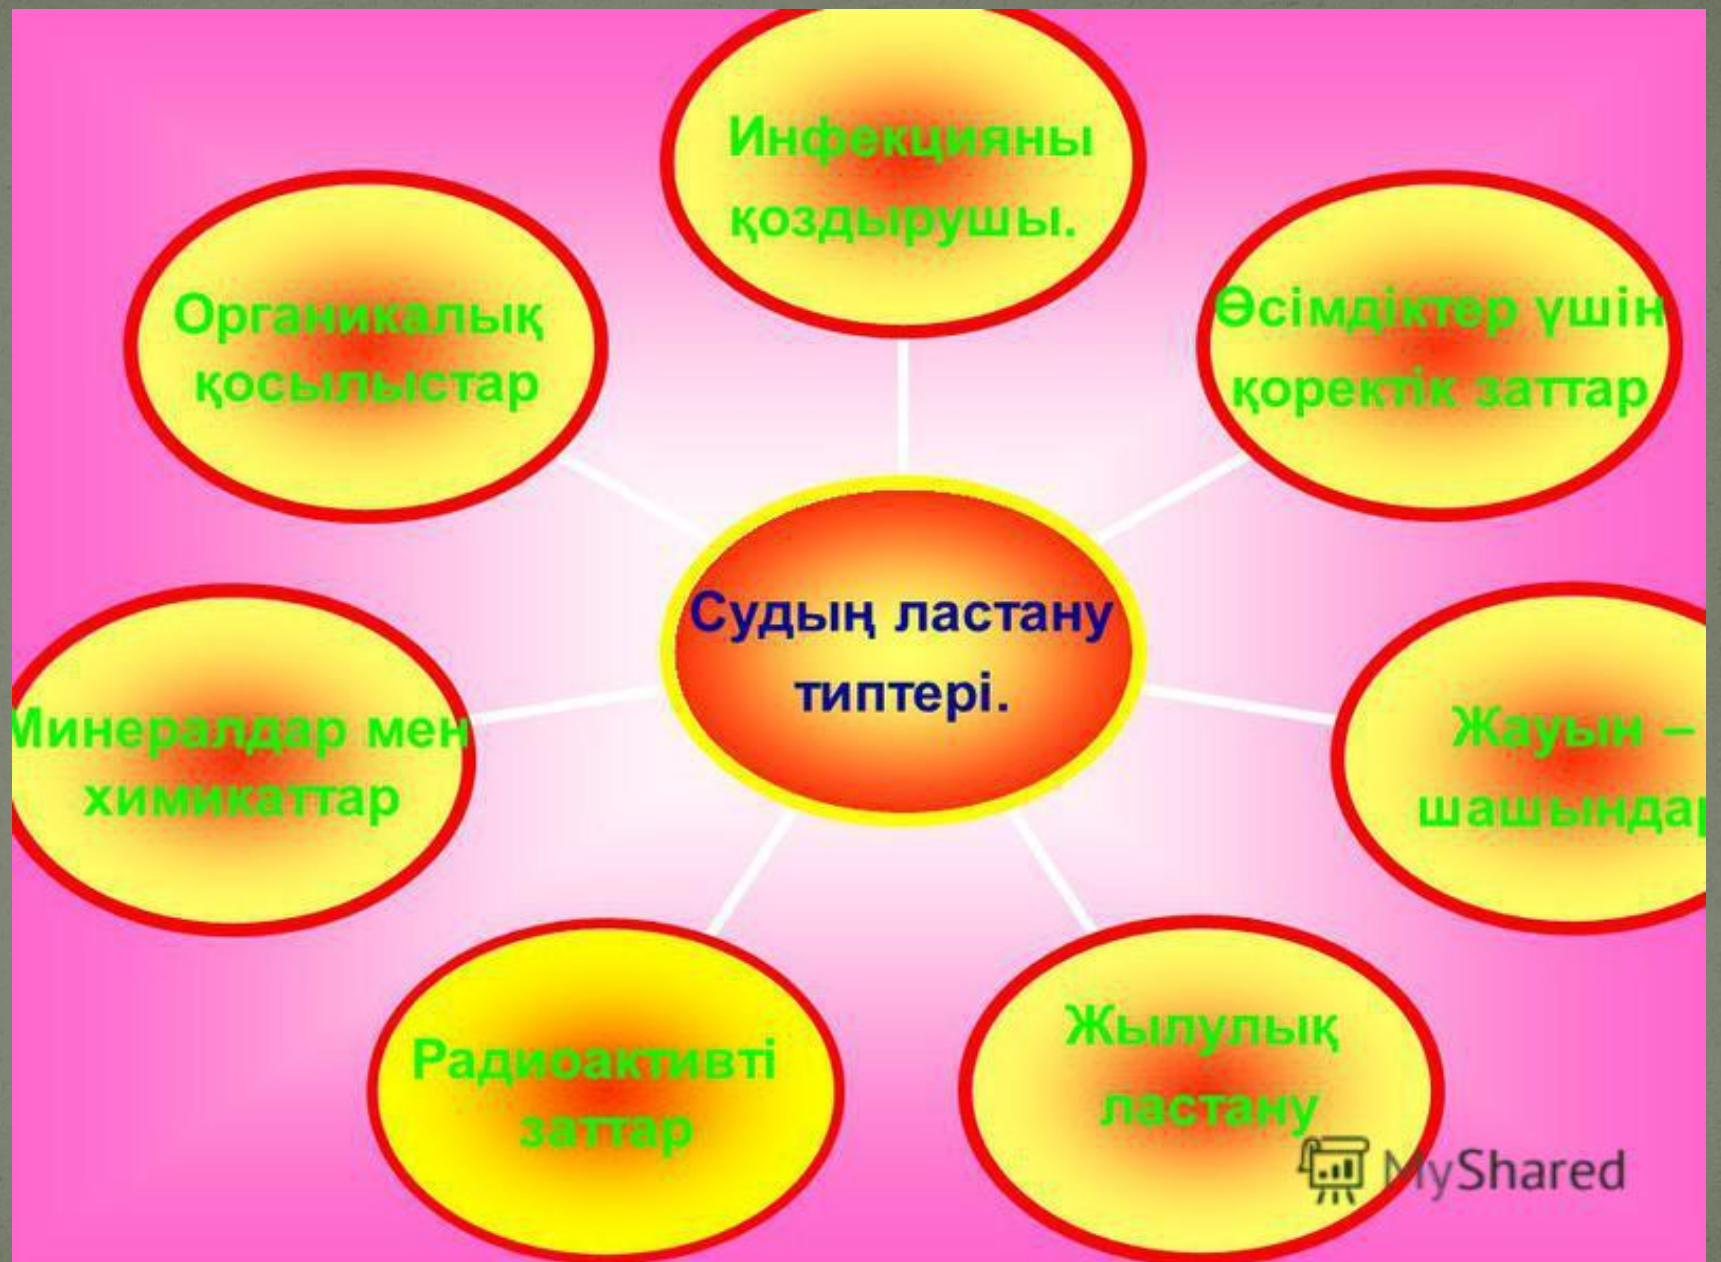 Инфекцияны
қоздырушы.
Органикалық
қосылыстар
Өсімдіктер үшін
қоректік заттар
Судың ластану
типтері.
Минералдар мен
химикаттар
Жауын –
шашындар
Радиоактивті
заттар
Жылулық
ластану
MyShared